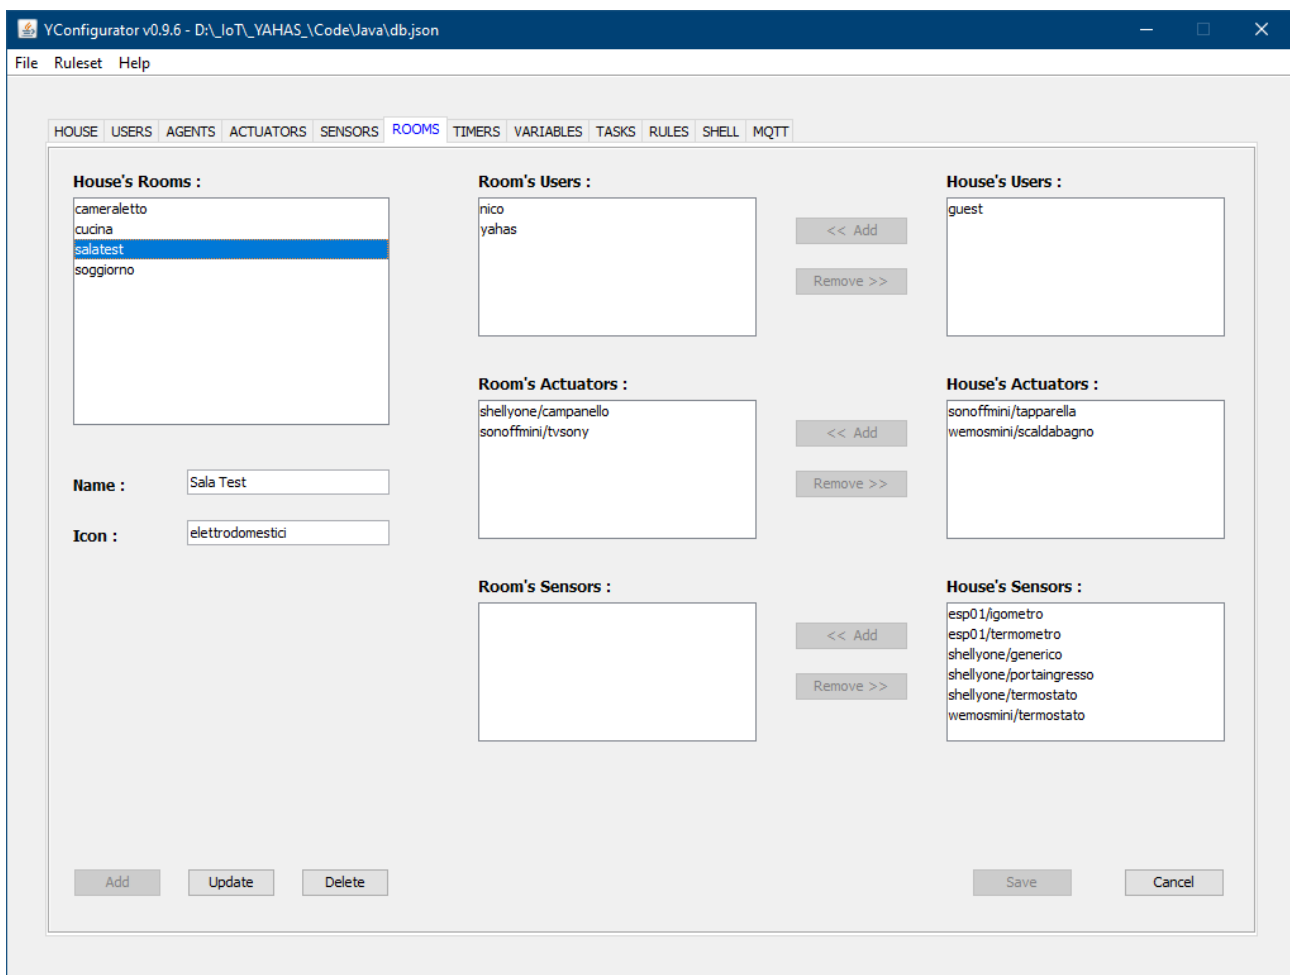 YConfigurator v0.9.6 - D:\_IoT\_YAHAS_\Code\Java\db.json
File Ruleset Help
HOUSE USERS AGENTS ACTUATORS SENSORS ROOMS TIMERS VARIABLES TASKS RULES SHELL MQTT
House's Rooms :
cameraletto
cucina
salatest
soggiorno
Name :
Sala Test
Icon :
elettrodomestici
Room's Users :
nico
yahas
<< Add
Remove >>
House's Users :
guest
Room's Actuators :
shellyone/campanello
sonoffmini/tvsony
<< Add
Remove >>
House's Actuators :
sonoffmini/tapparella
wemosmini/scaldabagno
Room's Sensors :
<< Add
Remove >>
House's Sensors :
esp01/igometro
esp01/termometro
shellyone/generico
shellyone/portaingresso
shellyone/termostato
wemosmini/termostato
Add Update Delete Save Cancel